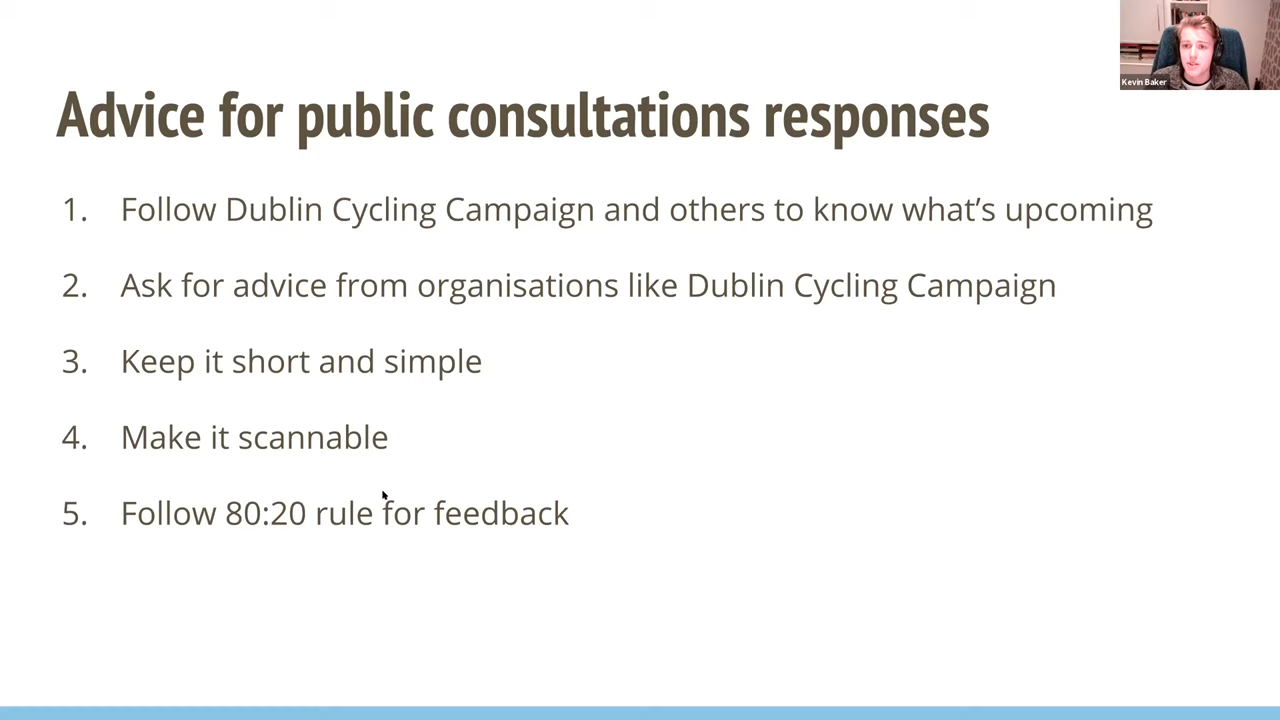 Kevin Baker
Advice for public consultations responses
1. Follow Dublin Cycling Campaign and others to know what’s upcoming
2. Ask for advice from organisations like Dublin Cycling Campaign
3. Keep it short and simple
4. Make it scannable
5. Follow 80:20 rule for feedback